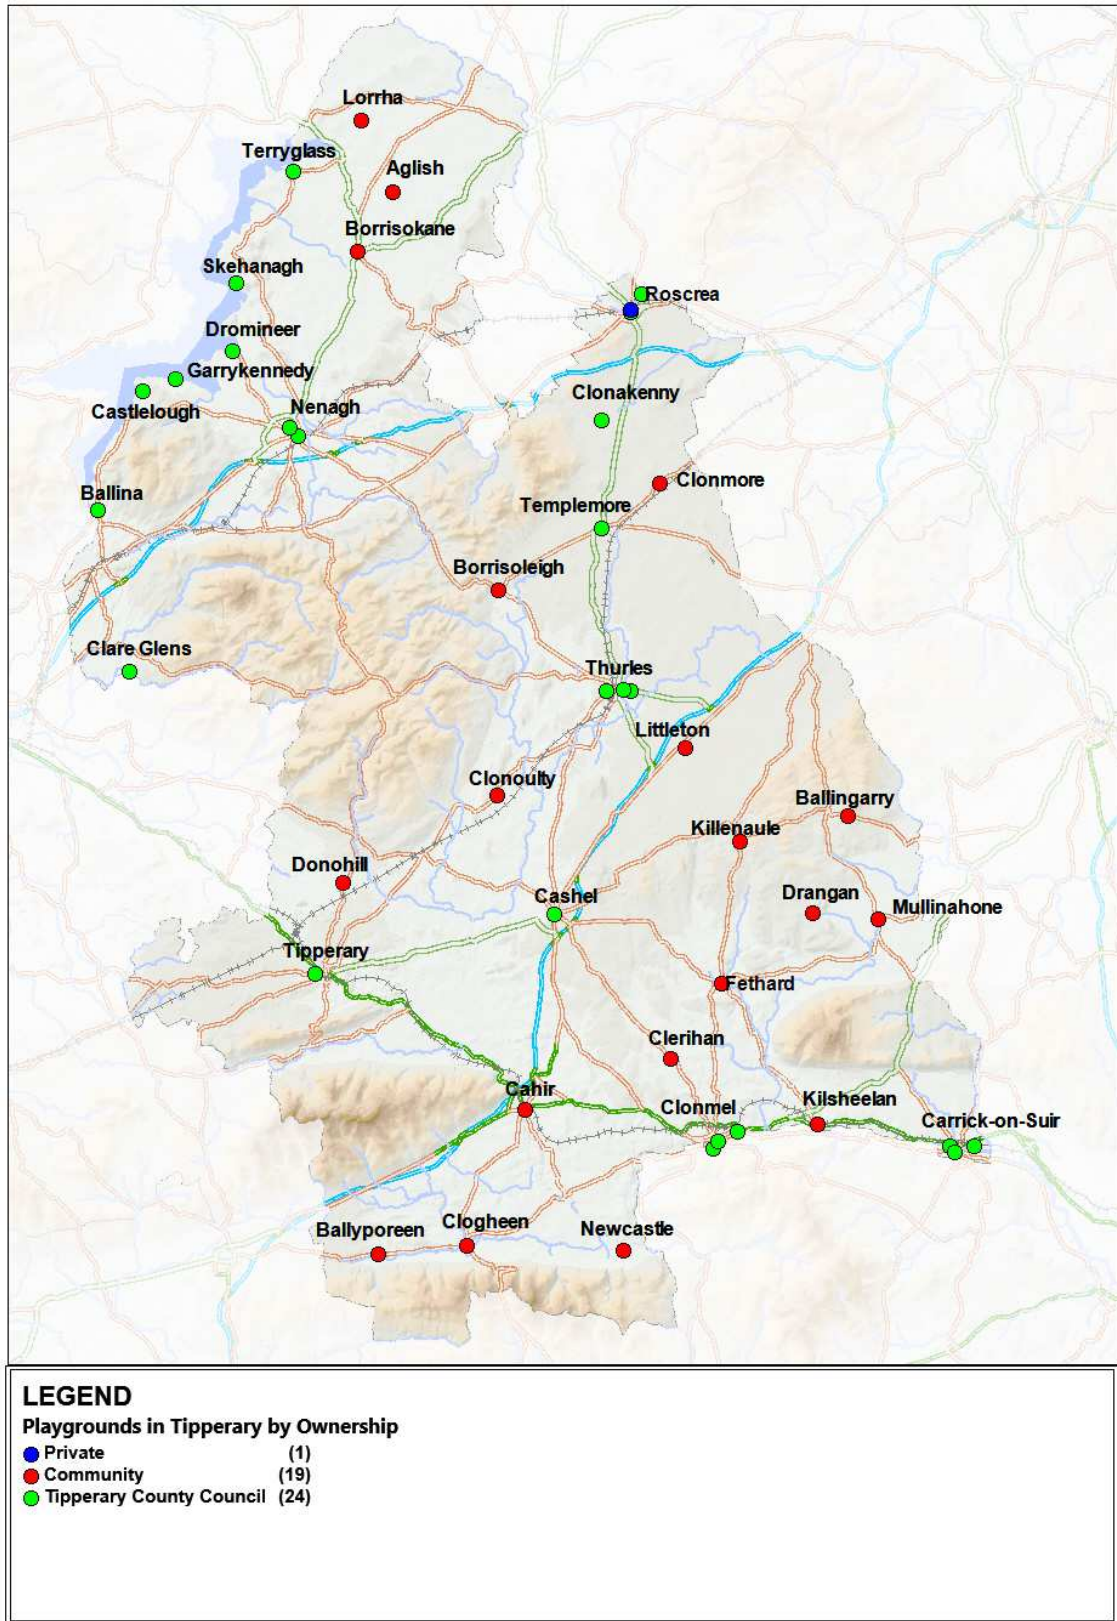 Lorrha
Terryglass
Aglish
Borrisokane
Skehanagh
Roscrea
Dromineer
Garrykennedy
Clonakenny
Castlelough
Nenagh
Clonmore
Ballina
Templemore
Borrisoleigh
Clare Glens
Thurles
Littleton
Clonoulty
Ballingarry
Killenaule
Donohill
Cashel
Drangan
Mullinahone
Tipperary
Fethard
Clerihan
Cahir
Clonmel
Kilsheelan
Carrick-on-Suir
Ballyporeen
Clogheen
Newcastle
LEGEND
Playgrounds in Tipperary by Ownership
Private (1)
Community (19)
Tipperary County Council (24)